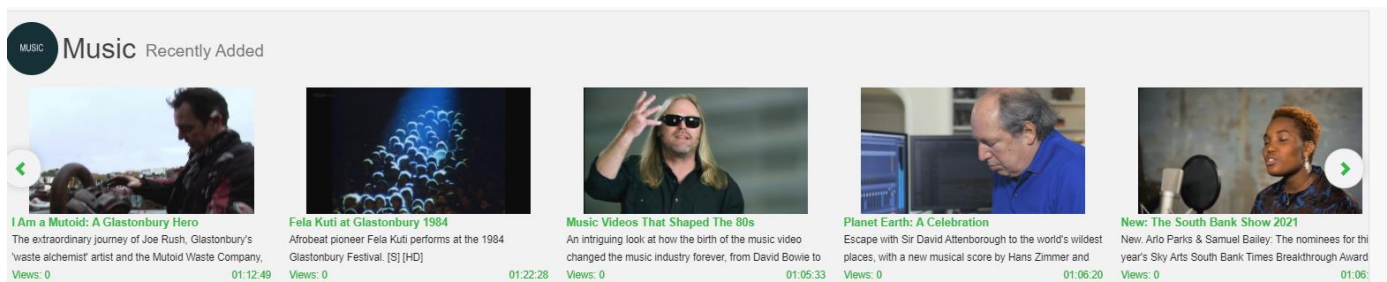 MUSIC
Music Recently Added
I Am a Mutoid: A Glastonbury Hero
The extraordinary journey of Joe Rush, Glastonbury's
'waste alchemist' artist and the Mutoid Waste Company,
Views: 0 01:12:49
Fela Kuti at Glastonbury 1984
Afrobeat pioneer Fela Kuti performs at the 1984
Glastonbury Festival. [S] [HD]
Views: 0 01:22:28
Music Videos That Shaped The 80s
An intriguing look at how the birth of the music video
changed the music industry forever, from David Bowie to
Views: 0 01:05:33
Planet Earth: A Celebration
Escape with Sir David Attenborough to the world's wildest
places, with a new musical score by Hans Zimmer and
Views: 0 01:06:20
New: The South Bank Show 2021
New. Arlo Parks & Samuel Bailey: The nominees for thi
year's Sky Arts South Bank Times Breakthrough Award
Views: 0 01:06: